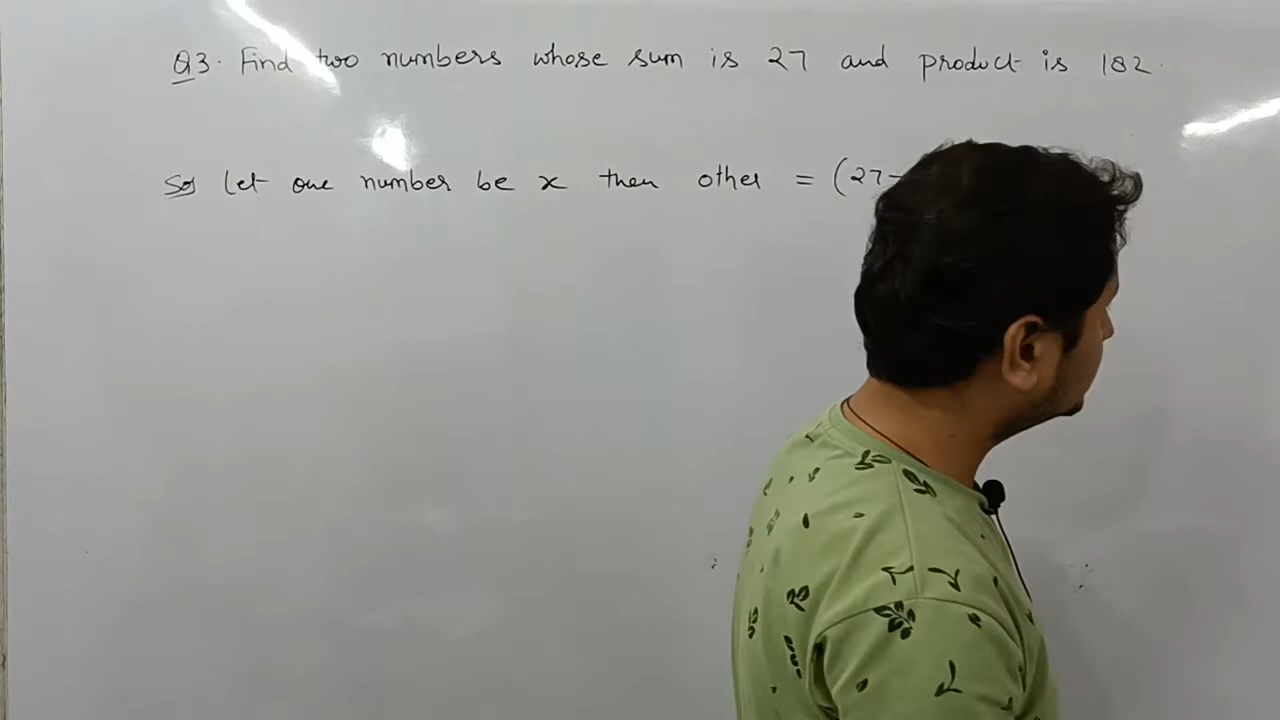 Q3. Find two numbers whose sum is 27 and product is 182.
Sol Let one number be x then other = (27-